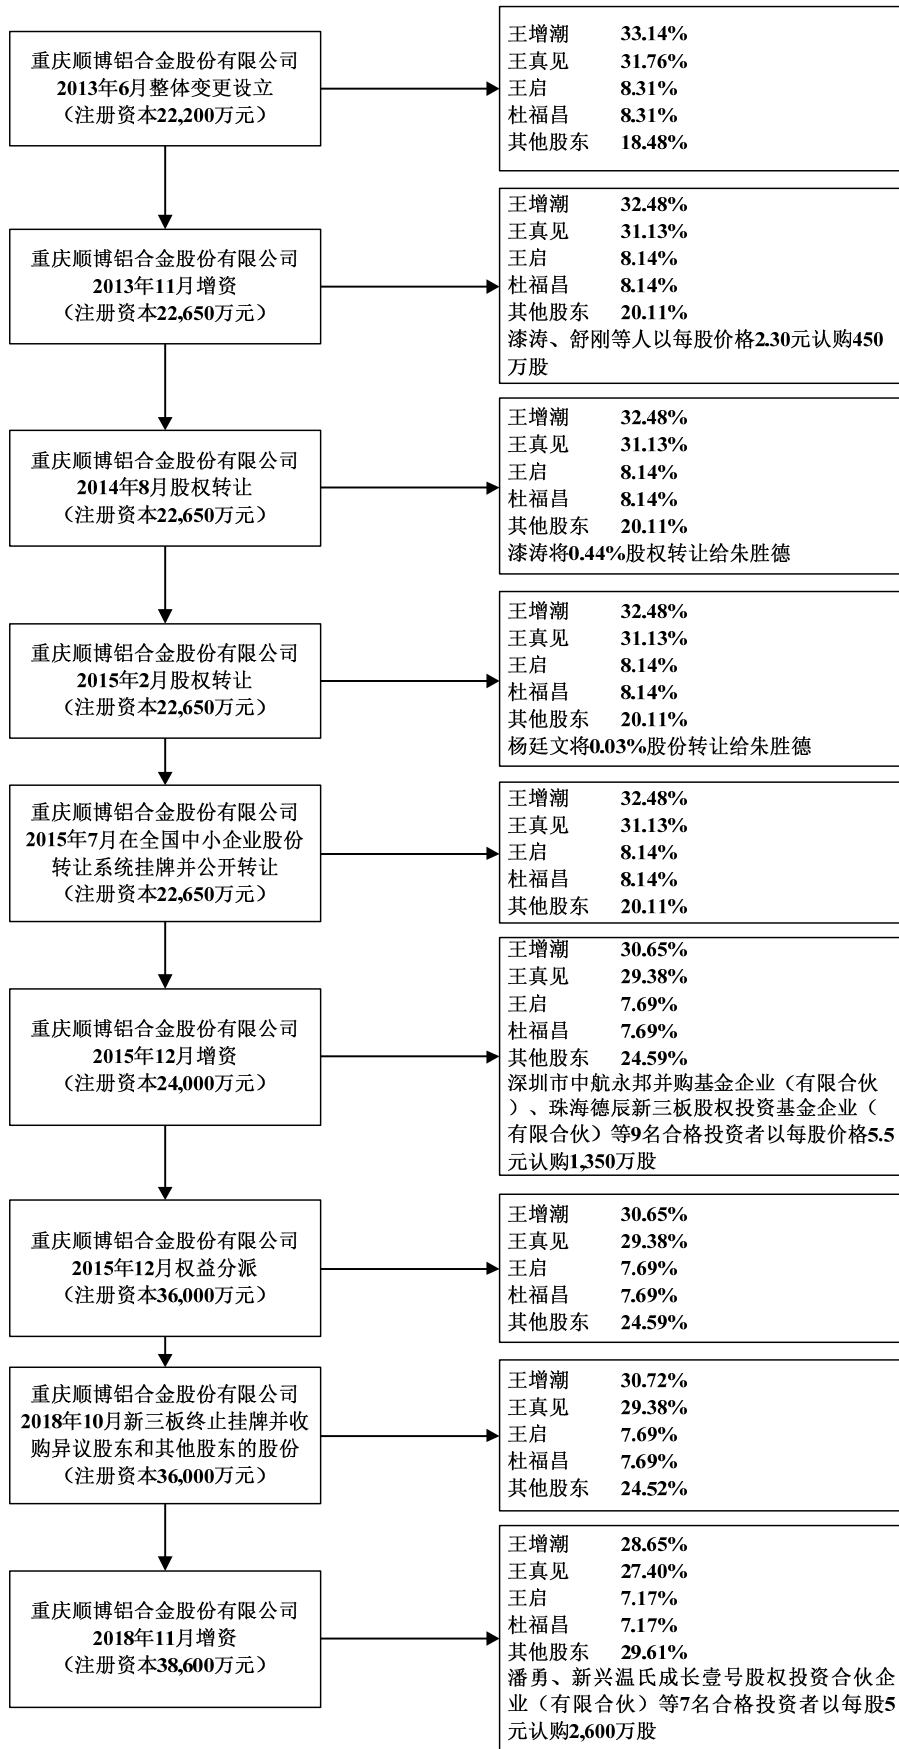 重庆顺博铝合金股份有限公司
2013年6月整体变更设立
（注册资本22,200万元）
王增潮 33.14%
王真见 31.76%
王启 8.31%
杜福昌 8.31%
其他股东 18.48%
重庆顺博铝合金股份有限公司
2013年11月增资
（注册资本22,650万元）
王增潮 32.48%
王真见 31.13%
王启 8.14%
杜福昌 8.14%
其他股东 20.11%
漆涛、舒刚等人以每股价格2.30元认购450
万股
重庆顺博铝合金股份有限公司
2014年8月股权转让
（注册资本22,650万元）
王增潮 32.48%
王真见 31.13%
王启 8.14%
杜福昌 8.14%
其他股东 20.11%
漆涛将0.44%股权转让给朱胜德
重庆顺博铝合金股份有限公司
2015年2月股权转让
（注册资本22,650万元）
王增潮 32.48%
王真见 31.13%
王启 8.14%
杜福昌 8.14%
其他股东 20.11%
杨廷文将0.03%股份转让给朱胜德
重庆顺博铝合金股份有限公司
2015年7月在全国中小企业股份
转让系统挂牌并公开转让
（注册资本22,650万元）
王增潮 32.48%
王真见 31.13%
王启 8.14%
杜福昌 8.14%
其他股东 20.11%
重庆顺博铝合金股份有限公司
2015年12月增资
（注册资本24,000万元）
王增潮 30.65%
王真见 29.38%
王启 7.69%
杜福昌 7.69%
其他股东 24.59%
深圳市中航永邦并购基金企业（有限合伙
）、珠海德辰新三板股权投资基金企业（
有限合伙）等9名合格投资者以每股价格5.5
元认购1,350万股
重庆顺博铝合金股份有限公司
2015年12月权益分派
（注册资本36,000万元）
王增潮 30.65%
王真见 29.38%
王启 7.69%
杜福昌 7.69%
其他股东 24.59%
重庆顺博铝合金股份有限公司
2018年10月新三板终止挂牌并收
购异议股东和其他股东的股份
（注册资本36,000万元）
王增潮 30.72%
王真见 29.38%
王启 7.69%
杜福昌 7.69%
其他股东 24.52%
重庆顺博铝合金股份有限公司
2018年11月增资
（注册资本38,600万元）
王增潮 28.65%
王真见 27.40%
王启 7.17%
杜福昌 7.17%
其他股东 29.61%
潘勇、新兴温氏成长壹号股权投资合伙企
业（有限合伙）等7名合格投资者以每股5
元认购2,600万股